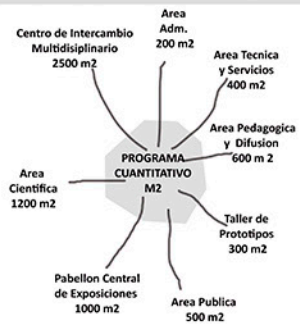 Centro de Intercambio
Multidisiplinario
2500 m2
Area
Adm.
200 m2
Area Tecnica
y Servicios
400 m2
Area Pedagogica
y Difusion
600 m 2
PROGRAMA
CUANTITATIVO
M2
Area
Cientifica
1200 m2
Taller de
Prototipos
300 m2
Pabellon Central
de Exposiciones
1000 m2
Area Publica
500 m2